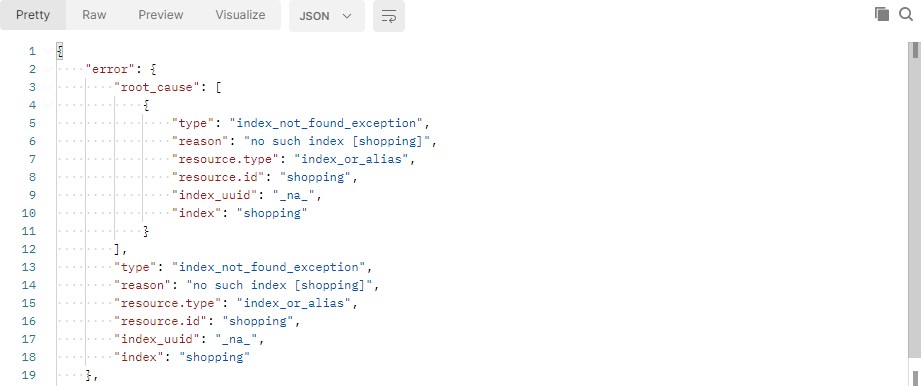 Pretty Raw Preview Visualize JSON
1 {
2 "error": {
3 "root_cause": [
4 {
5 "type": "index_not_found_exception",
6 "reason": "no such index [shopping]",
7 "resource.type": "index_or_alias",
8 "resource.id": "shopping",
9 "index_uuid": "_na_",
10 "index": "shopping"
11 }
12 ],
13 "type": "index_not_found_exception",
14 "reason": "no such index [shopping]",
15 "resource.type": "index_or_alias",
16 "resource.id": "shopping",
17 "index_uuid": "_na_",
18 "index": "shopping"
19 },